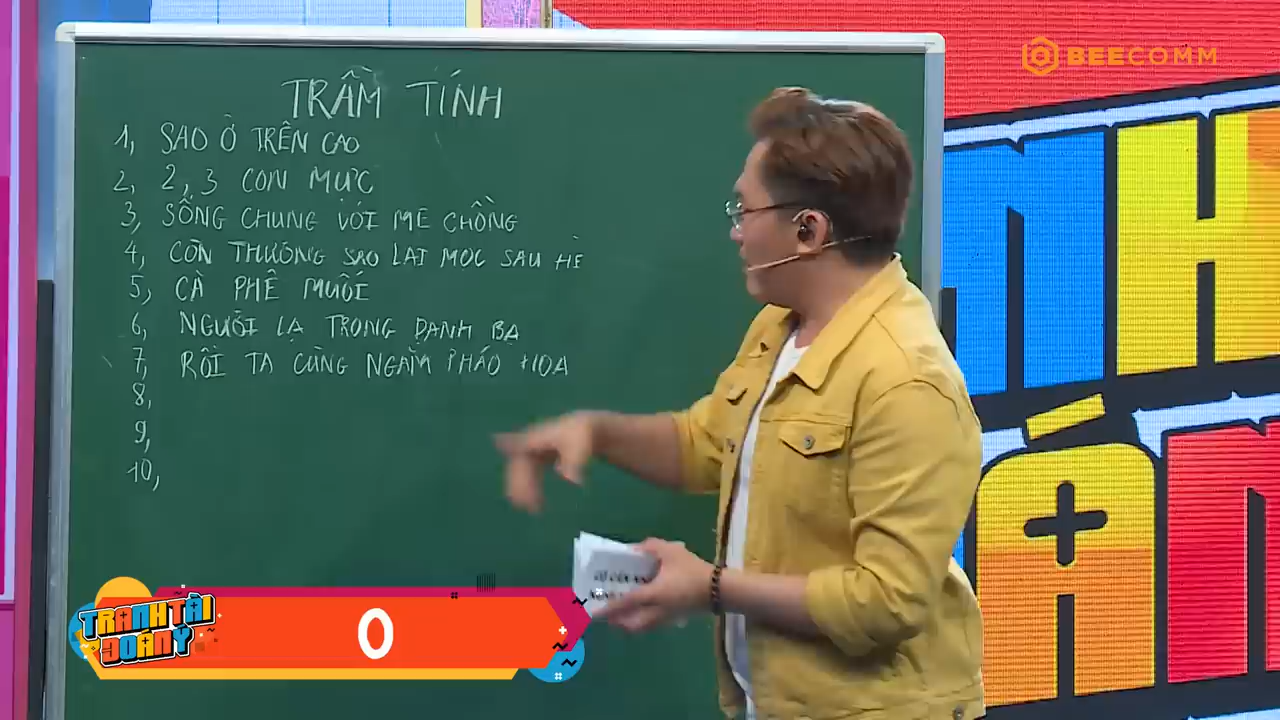 BEECOMM
TRẦM TÍNH
1, SAO Ở TRÊN CAO
2, 2, 3 CON MỰC
3, SỐNG CHUNG VỚI MẸ CHỒNG
4, CÒN THƯƠNG SAO LẠI MỌC SAU HÈ
5, CÀ PHÊ MUỐI
6, NGƯỜI LẠ TRONG DANH BẠ
7, RỒI TA CÙNG NGẮM PHÁO HOA
8,
9,
10,
TRANH TÀI
ĐOÁN Ý
0